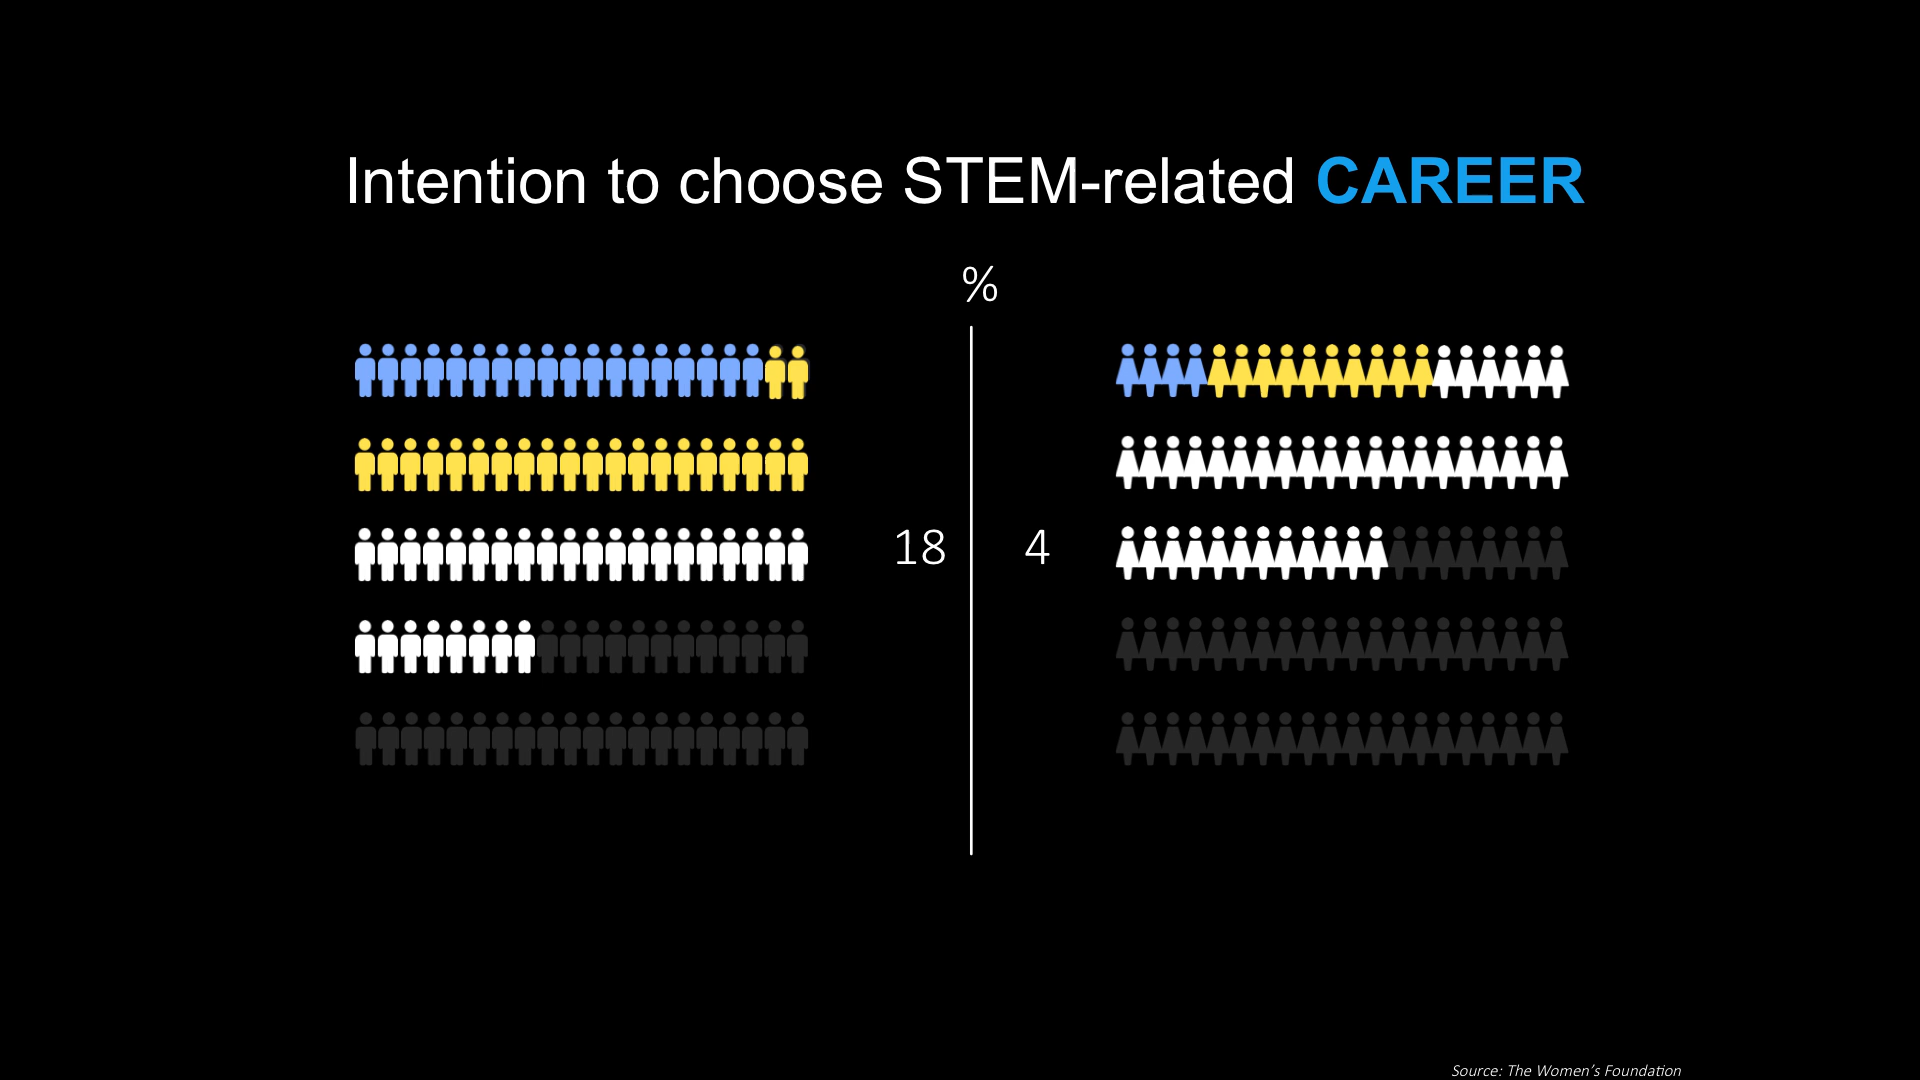 Intention to choose STEM-related CAREER
%
18 4
Source: The Women’s Foundation